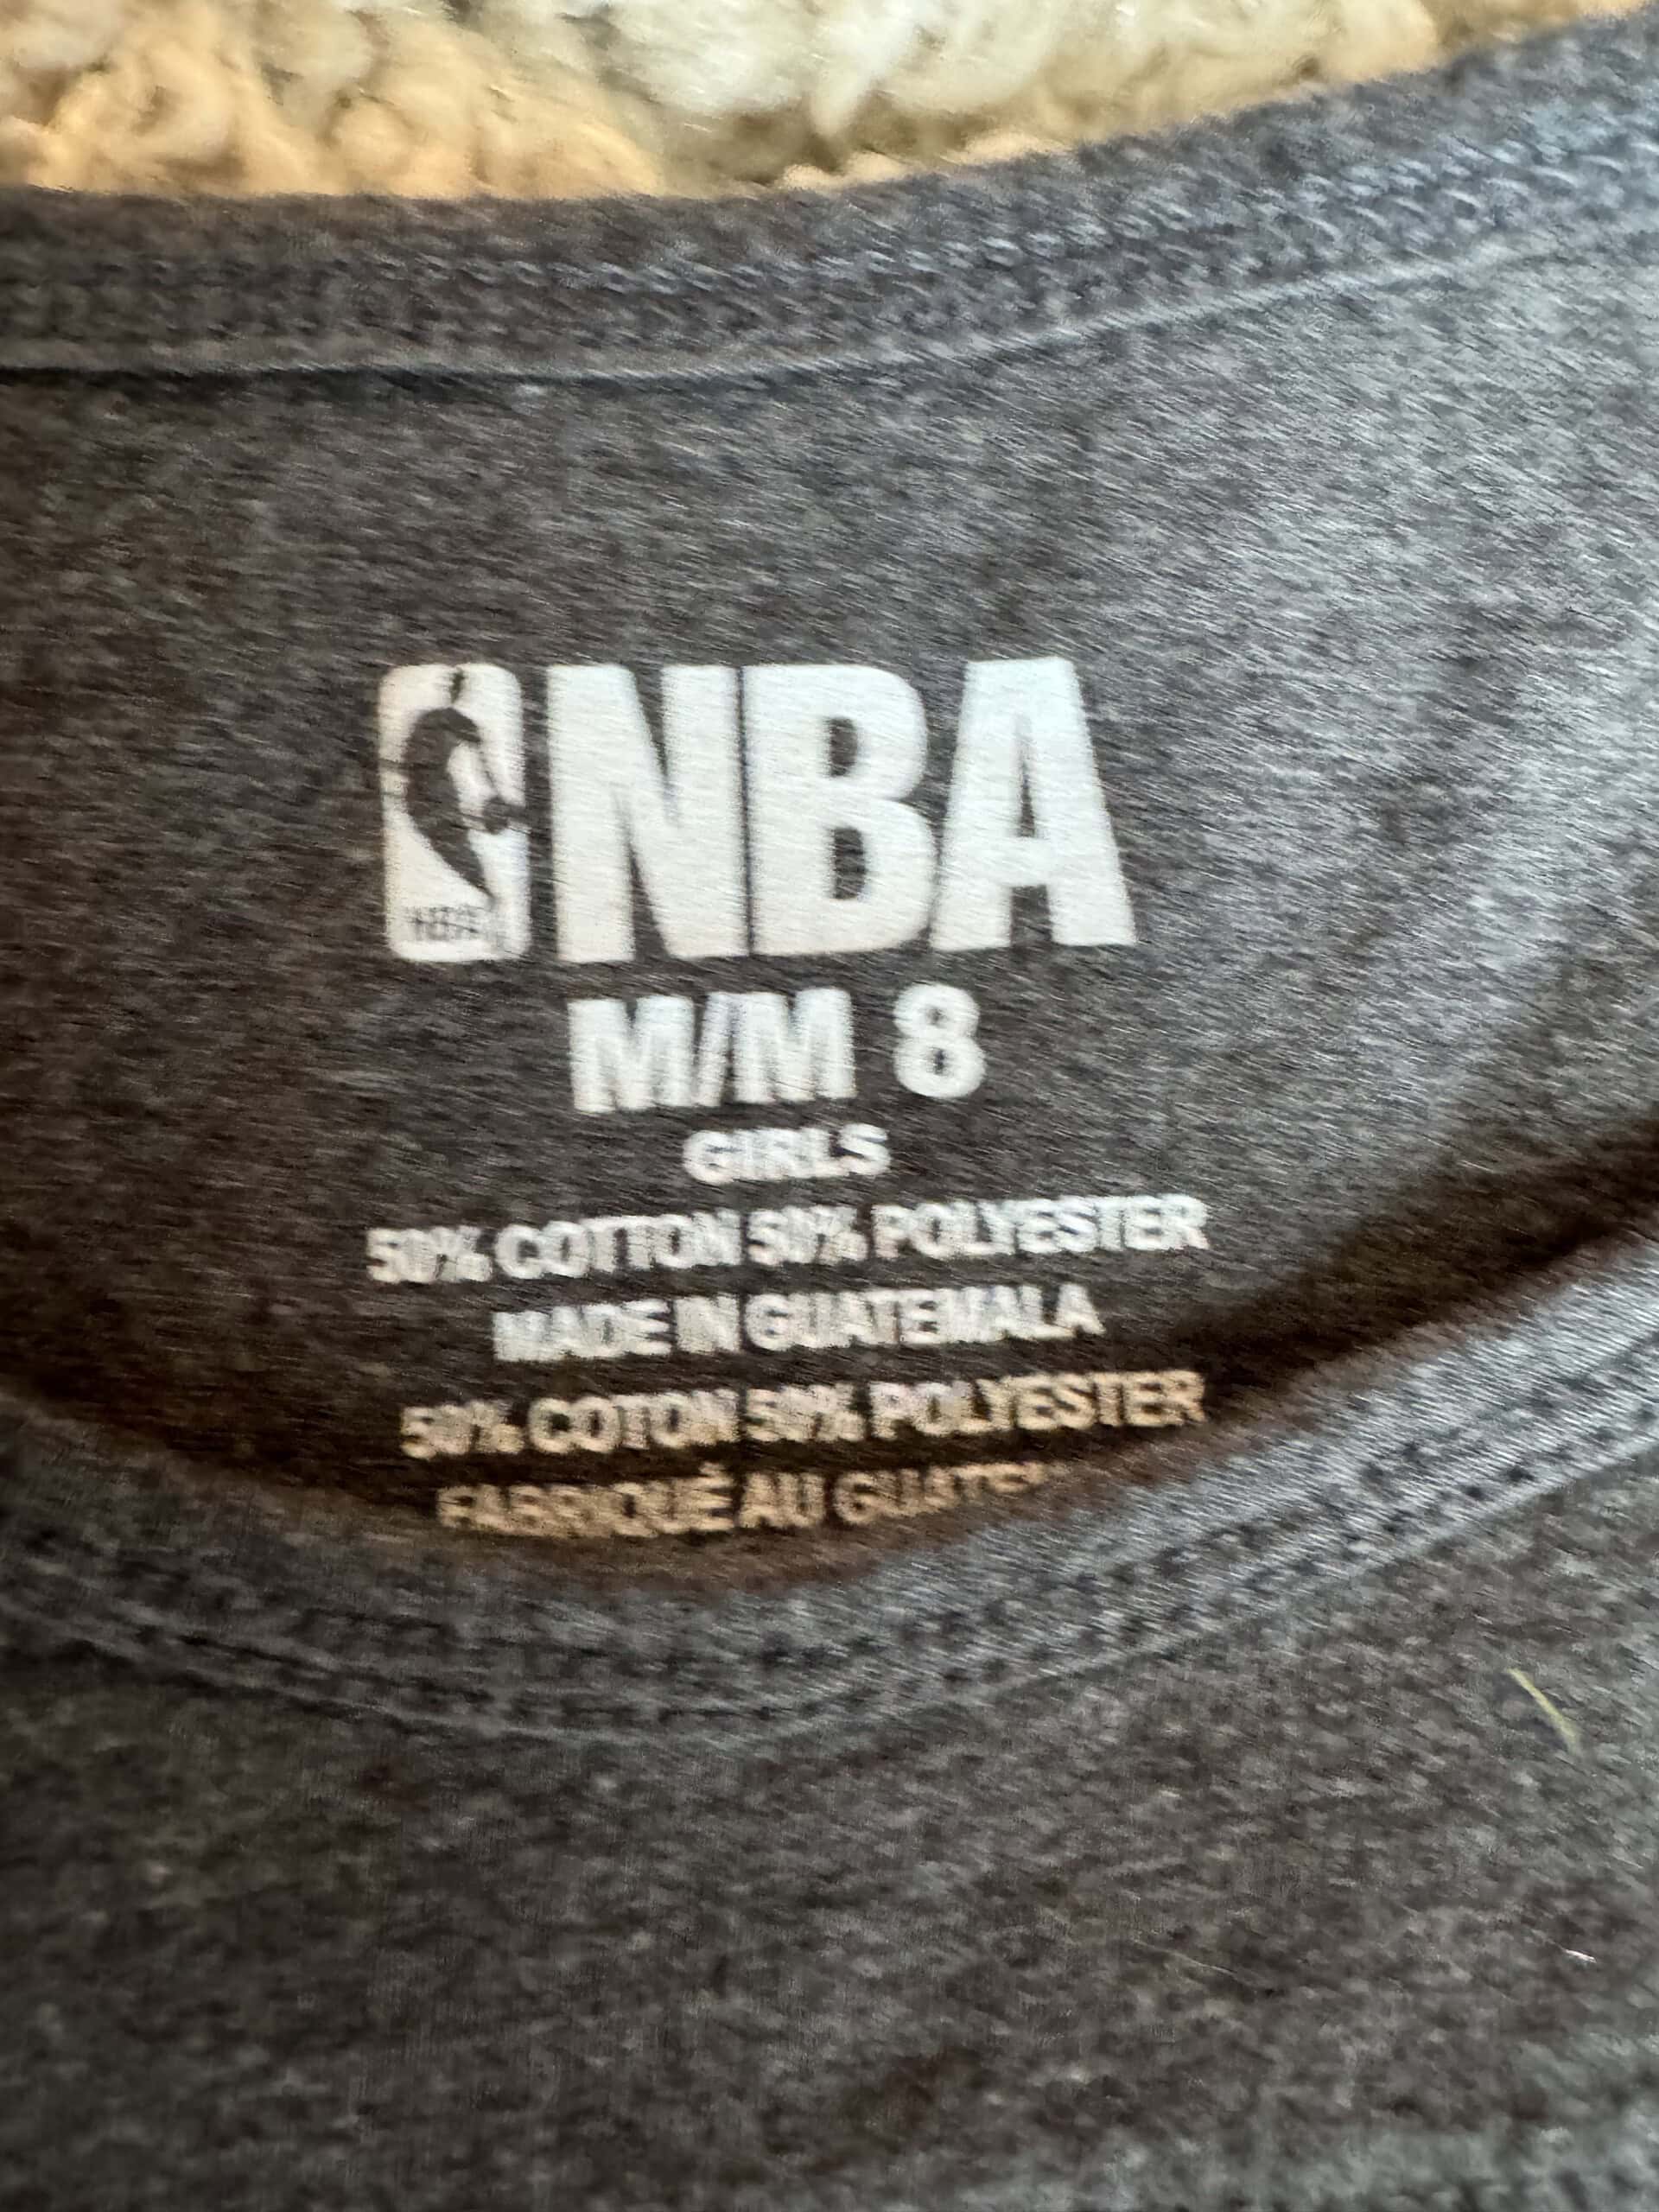 NBA
M/M 8
GIRLS
50% COTTON 50% POLYESTER
MADE IN GUATEMALA
50% COTON 50% POLYESTER
FABRIQUÉ AU